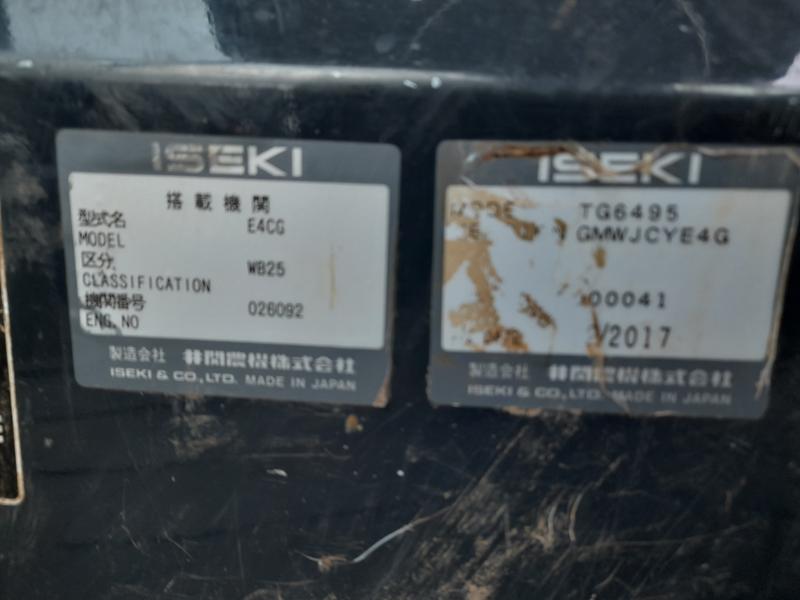 ISEKI
搭載機関
型式名 E4CG
MODEL
区分 WB25
CLASSIFICATION
機関番号 026092
ENG.NO
製造会社 井関農機株式会社
ISEKI & CO., LTD. MADE IN JAPAN
ISEKI
TG6495
GMWJCYE4G
00041
/2017
製造会社 井関農機株式会社
ISEKI & CO., LTD. MADE IN JAPAN